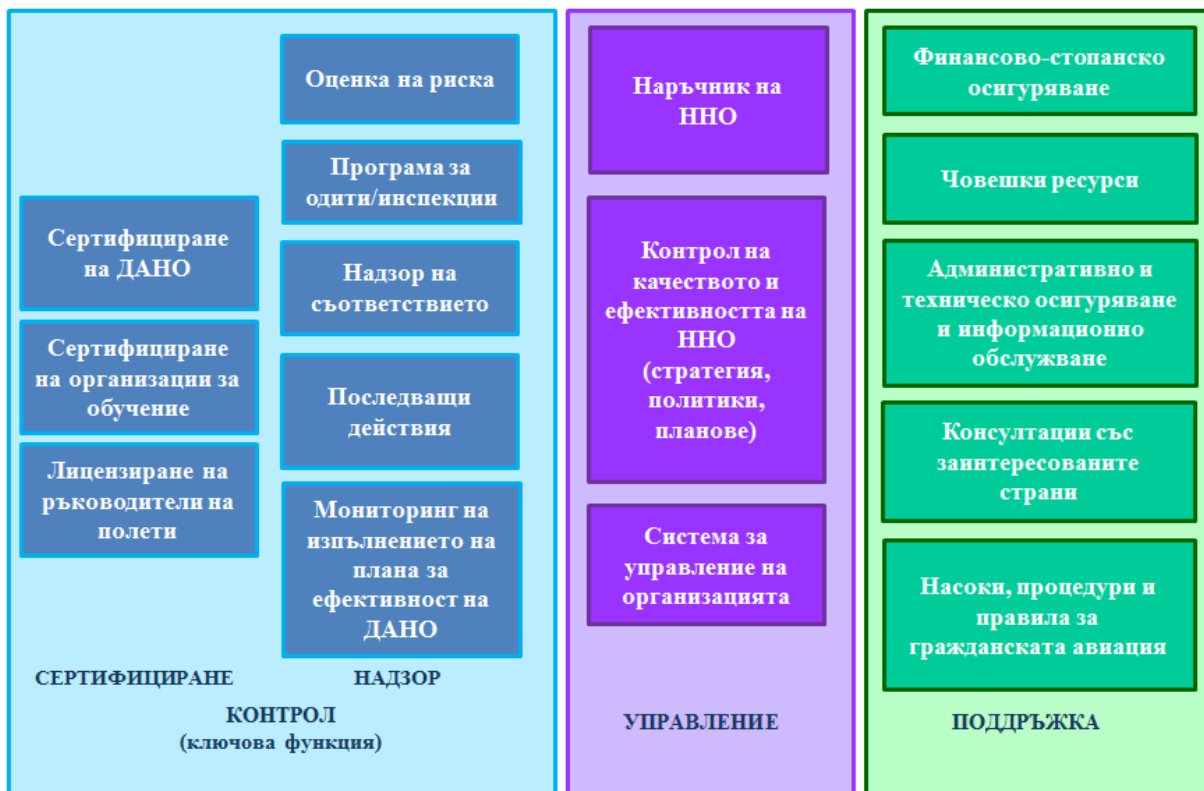 Сертифициране
на ДАНО
Сертифициране
на организации за
обучение
Лицензиране на
ръководители на
полети
СЕРТИФИЦИРАНЕ
Оценка на риска
Програма за
одити/инспекции
Надзор на
съответствието
Последващи
действия
Мониторинг на
изпълнението на
плана за
ефективност на
ДАНО
НАДЗОР
КОНТРОЛ
(ключова функция)
Наръчник на
ННО
Контрол на
качеството и
ефективността на
ННО
(стратегия,
политики,
планове)
Система за
управление на
организацията
УПРАВЛЕНИЕ
Финансово-стопанско
осигуряване
Човешки ресурси
Административно и
техническо осигуряване
и информационно
обслужване
Консултации със
заинтересованите
страни
Насоки, процедури и
правила за
гражданската авиация
ПОДДРЪЖКА